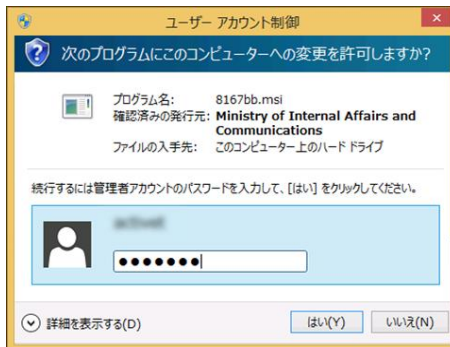 ユーザー アカウント制御
次のプログラムにこのコンピューターへの変更を許可しますか?
プログラム名: 8167bb.msi
確認済みの発行元: Ministry of Internal Affairs and
Communications
ファイルの入手先: このコンピューター上のハード ドライブ
続行するには管理者アカウントのパスワードを入力して、[はい] をクリックしてください。
●●●●●●●
詳細を表示する(D)
はい(Y)
いいえ(N)